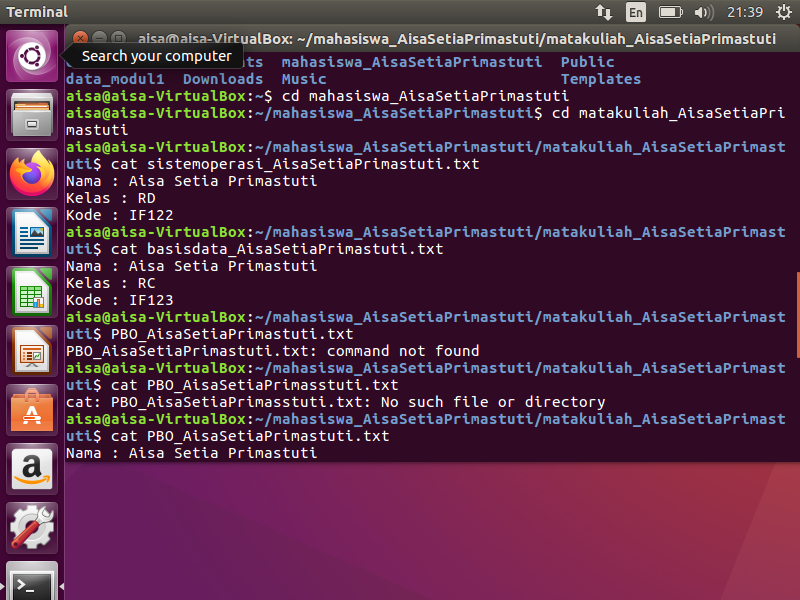 Terminal
En
21:39
aisa@aisa-VirtualBox: ~/mahasiswa_AisaSetiaPrimastuti/matakuliah_AisaSetiaPrimastuti
Search your computer
mahasiswa_AisaSetiaPrimastuti Public
data_modul1 Downloads Music Templates
aisa@aisa-VirtualBox:~$ cd mahasiswa_AisaSetiaPrimastuti
aisa@aisa-VirtualBox:~/mahasiswa_AisaSetiaPrimastuti$ cd matakuliah_AisaSetiaPri
mastuti
aisa@aisa-VirtualBox:~/mahasiswa_AisaSetiaPrimastuti/matakuliah_AisaSetiaPrimast
uti$ cat sistemoperasi_AisaSetiaPrimastuti.txt
Nama : Aisa Setia Primastuti
Kelas : RD
Kode : IF122
aisa@aisa-VirtualBox:~/mahasiswa_AisaSetiaPrimastuti/matakuliah_AisaSetiaPrimast
uti$ cat basisdata_AisaSetiaPrimastuti.txt
Nama : Aisa Setia Primastuti
Kelas : RC
Kode : IF123
aisa@aisa-VirtualBox:~/mahasiswa_AisaSetiaPrimastuti/matakuliah_AisaSetiaPrimast
uti$ PBO_AisaSetiaPrimastuti.txt
PBO_AisaSetiaPrimastuti.txt: command not found
aisa@aisa-VirtualBox:~/mahasiswa_AisaSetiaPrimastuti/matakuliah_AisaSetiaPrimast
uti$ cat PBO_AisaSetiaPrimasstuti.txt
cat: PBO_AisaSetiaPrimasstuti.txt: No such file or directory
aisa@aisa-VirtualBox:~/mahasiswa_AisaSetiaPrimastuti/matakuliah_AisaSetiaPrimast
uti$ cat PBO_AisaSetiaPrimastuti.txt
Nama : Aisa Setia Primastuti